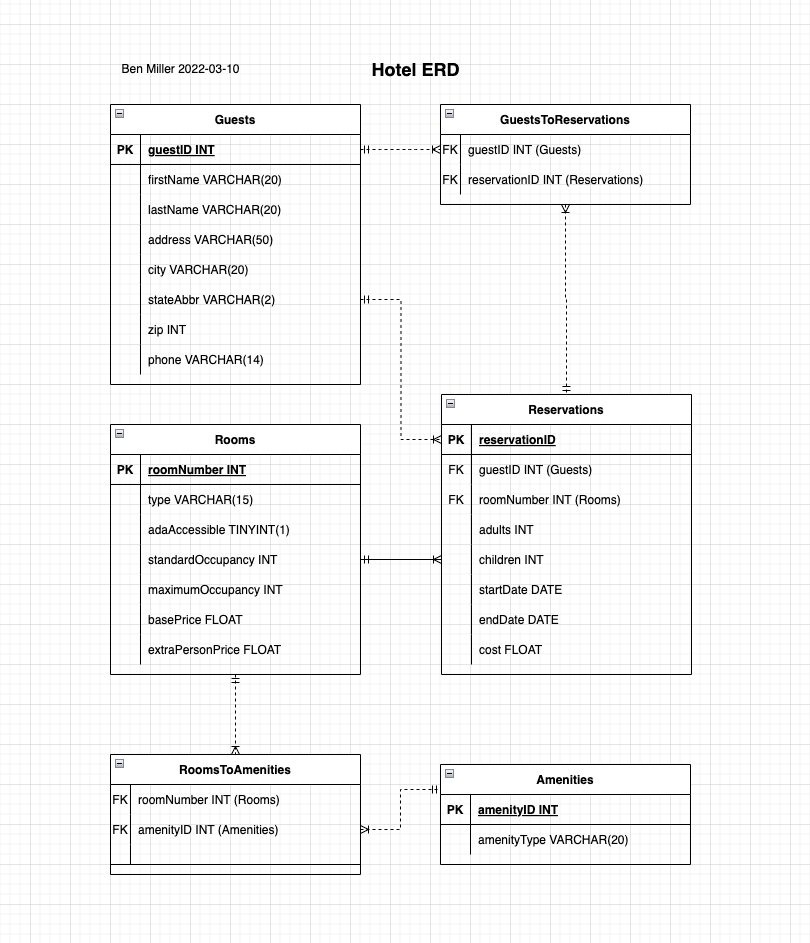 Ben Miller 2022-03-10
Hotel ERD
Guests
PK guestID INT
firstName VARCHAR(20)
lastName VARCHAR(20)
address VARCHAR(50)
city VARCHAR(20)
stateAbbr VARCHAR(2)
zip INT
phone VARCHAR(14)
GuestsToReservations
FK guestID INT (Guests)
FK reservationID INT (Reservations)
Rooms
PK roomNumber INT
type VARCHAR(15)
adaAccessible TINYINT(1)
standardOccupancy INT
maximumOccupancy INT
basePrice FLOAT
extraPersonPrice FLOAT
Reservations
PK reservationID
FK guestID INT (Guests)
FK roomNumber INT (Rooms)
adults INT
children INT
startDate DATE
endDate DATE
cost FLOAT
RoomsToAmenities
FK roomNumber INT (Rooms)
FK amenityID INT (Amenities)
Amenities
PK amenityID INT
amenityType VARCHAR(20)